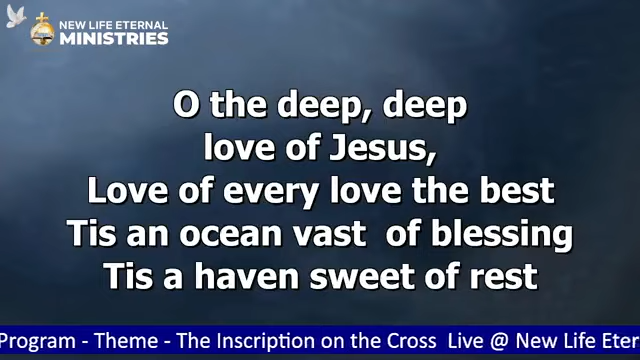 NEW LIFE ETERNAL
MINISTRIES
O the deep, deep
love of Jesus,
Love of every love the best
Tis an ocean vast of blessing
Tis a haven sweet of rest
Program - Theme - The Inscription on the Cross Live @ New Life Eter